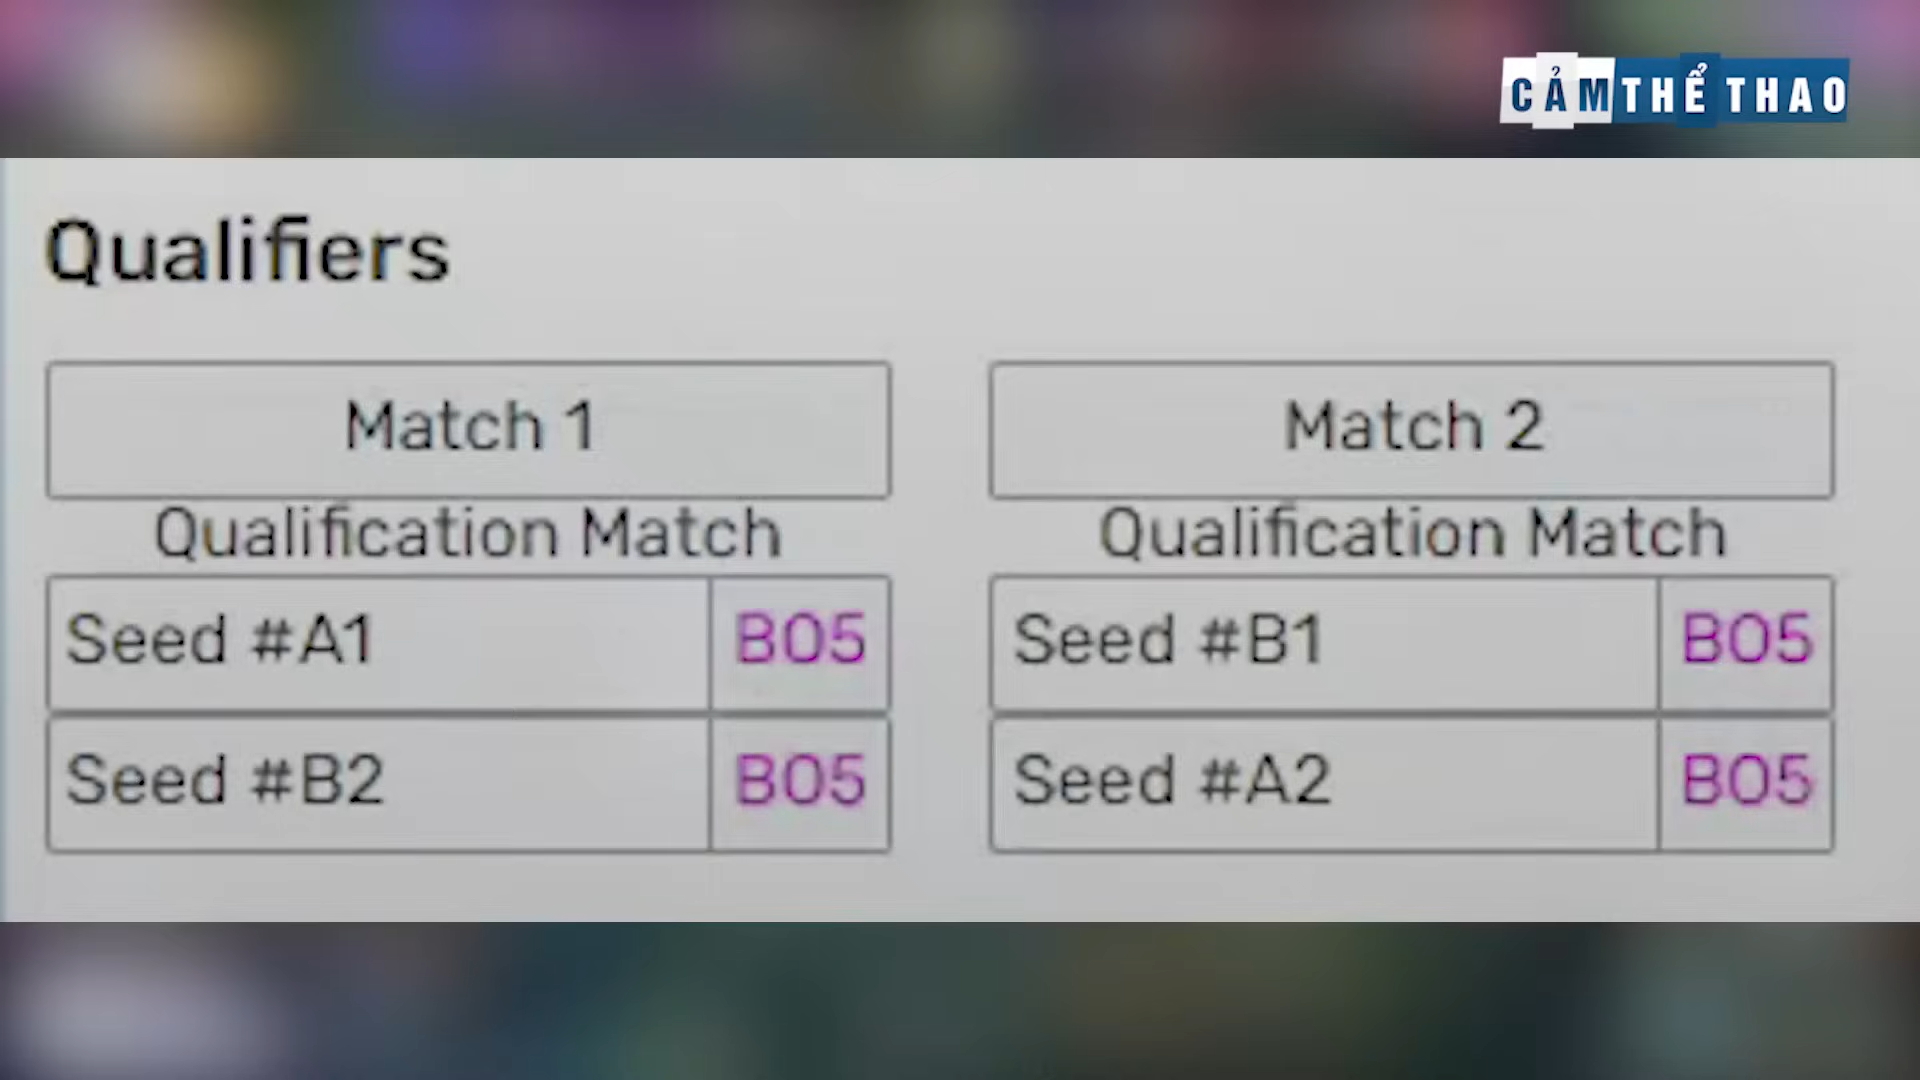 CẢM THỂ THAO
Qualifiers
Match 1
Qualification Match
Seed #A1 BO5
Seed #B2 BO5
Match 2
Qualification Match
Seed #B1 BO5
Seed #A2 BO5